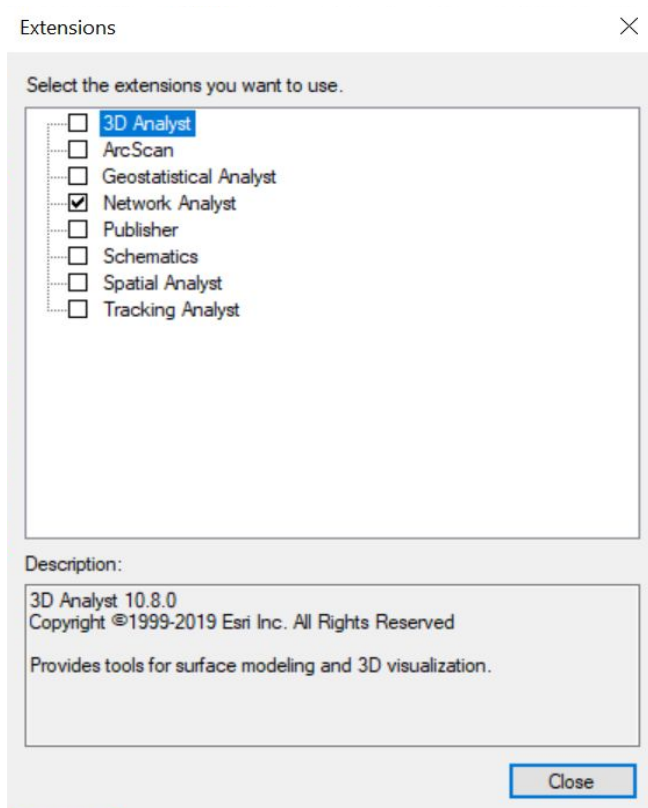 Extensions
Select the extensions you want to use.
3D Analyst
ArcScan
Geostatistical Analyst
Network Analyst
Publisher
Schematics
Spatial Analyst
Tracking Analyst
Description:
3D Analyst 10.8.0
Copyright ©1999-2019 Esri Inc. All Rights Reserved
Provides tools for surface modeling and 3D visualization.
Close